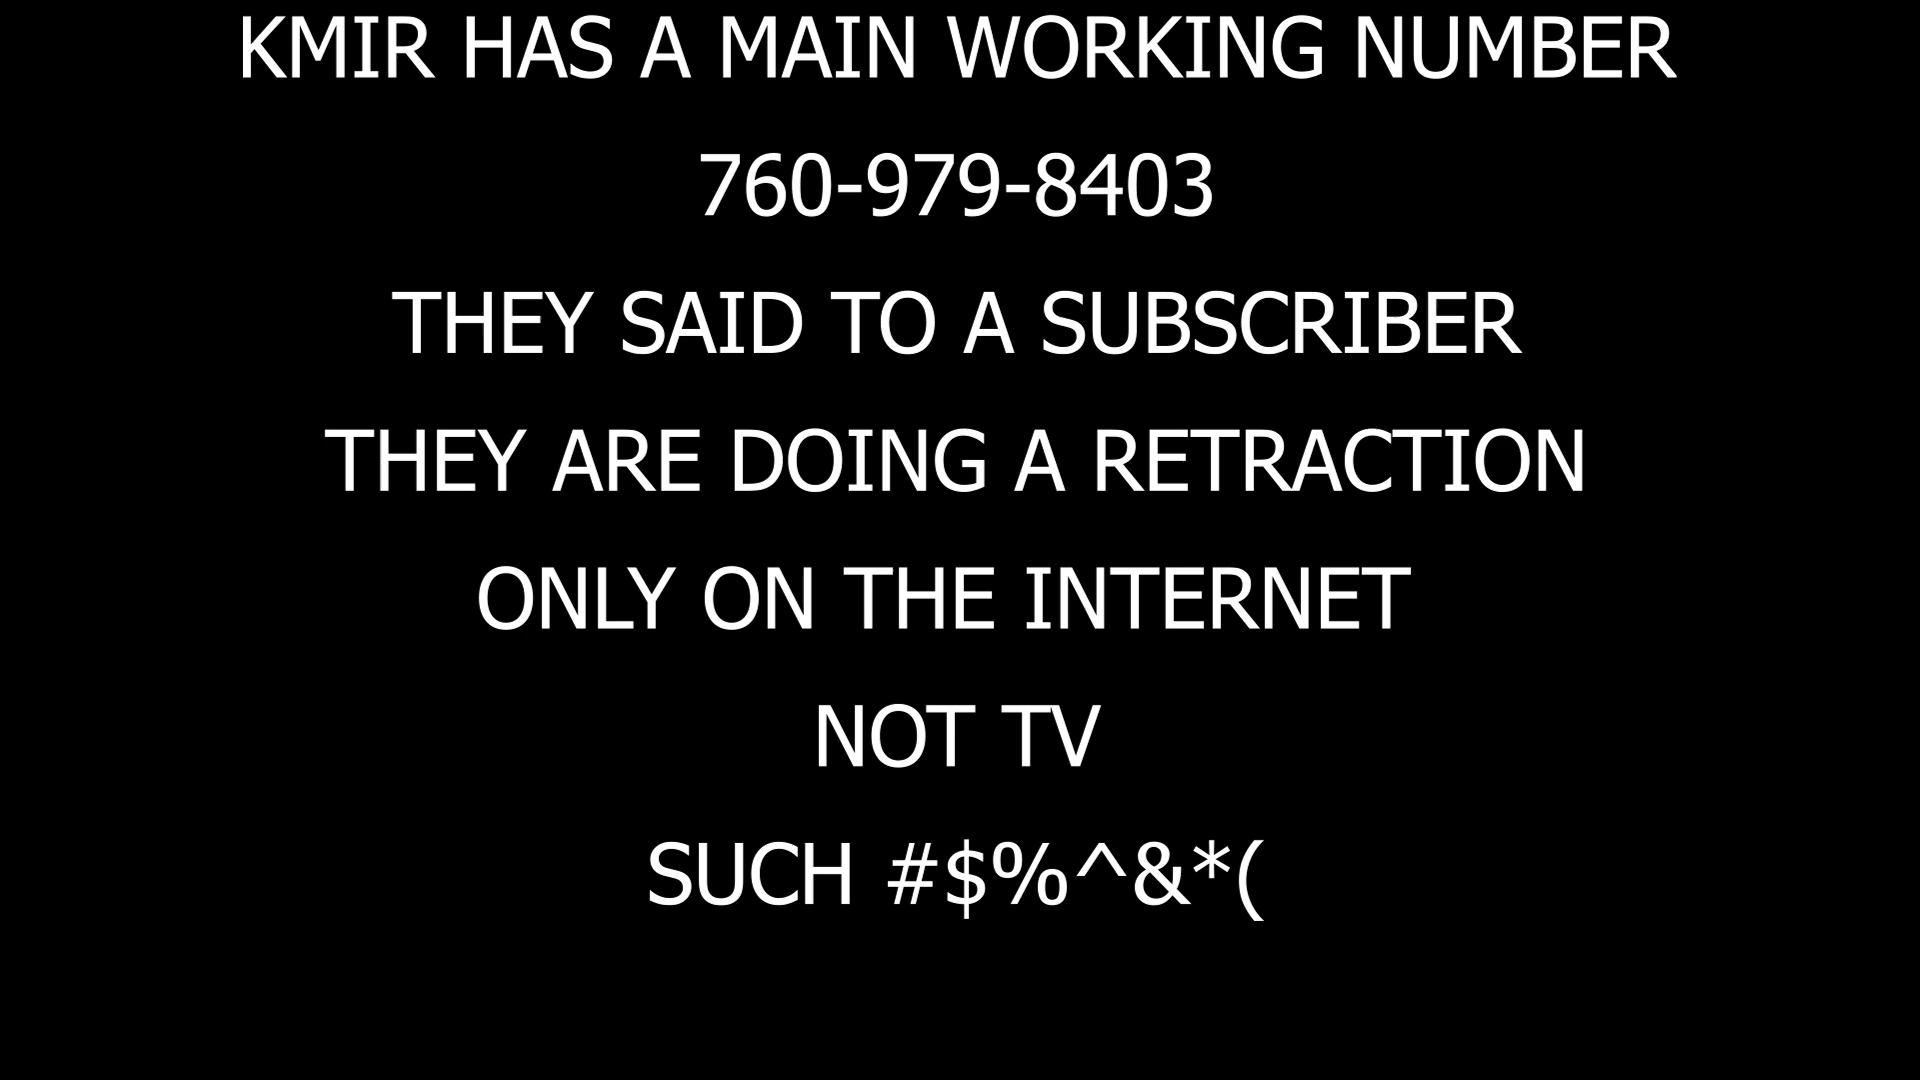 KMIR HAS A MAIN WORKING NUMBER
760-979-8403
THEY SAID TO A SUBSCRIBER
THEY ARE DOING A RETRACTION
ONLY ON THE INTERNET
NOT TV
SUCH #$%^&*(